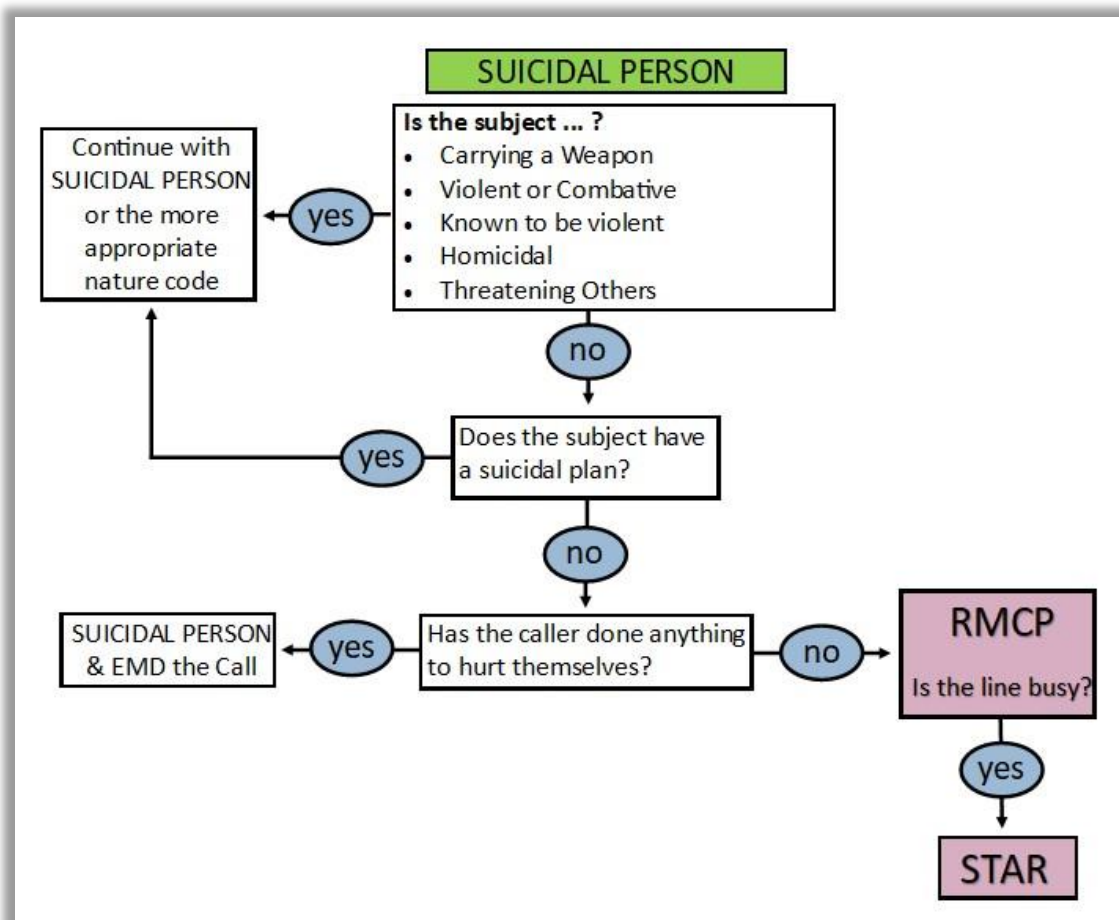 SUICIDAL PERSON
Is the subject ... ?
• Carrying a Weapon
• Violent or Combative
• Known to be violent
• Homicidal
• Threatening Others
yes
Continue with
SUICIDAL PERSON
or the more
appropriate
nature code
no
Does the subject have
a suicidal plan?
yes
no
Has the caller done anything
to hurt themselves?
yes
SUICIDAL PERSON
& EMD the Call
no
RMCP
Is the line busy?
yes
STAR